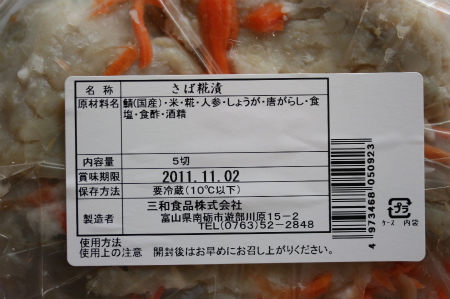 名称 さば糀漬
原材料名 鯖(国産)・米・糀・人参・しょうが・唐がらし・食
塩・食酢・酒精
内容量 5切
賞味期限 2011.11.02
保存方法 要冷蔵(10℃以下)
製造者 三和食品株式会社
富山県南砺市遊部川原15-2
TEL(0763)52-2848
使用方法
使用上の注意 開封後はお早めにお召し上がりください。
4973468050923
プラ
ケース 内袋